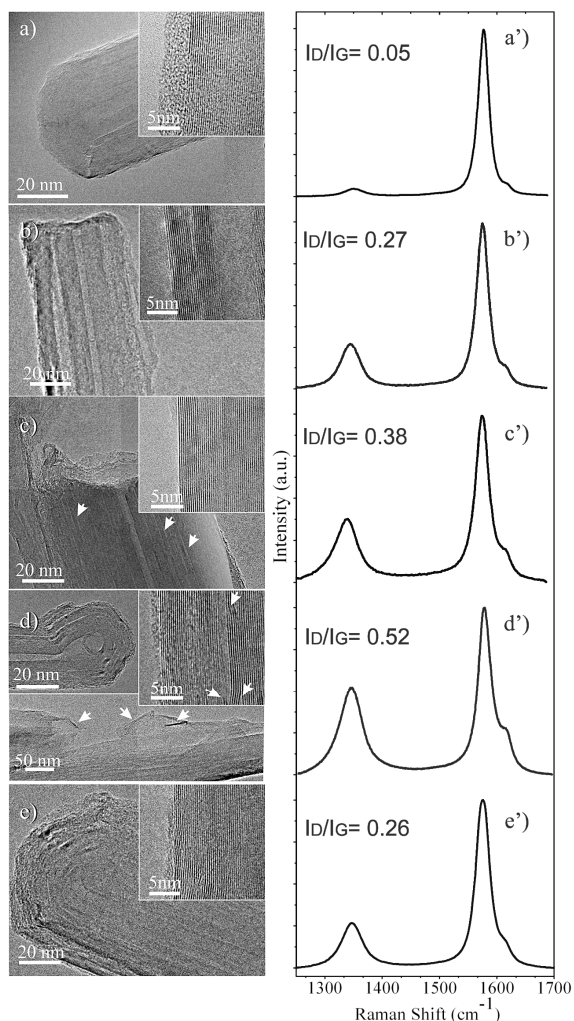 a)
5nm
20 nm
b)
5nm
20 nm
c)
5nm
20 nm
d)
20 nm
5nm
50 nm
e)
5nm
20 nm
ID/IG= 0.05
a')
ID/IG= 0.27
b')
ID/IG= 0.38
c')
ID/IG= 0.52
d')
ID/IG= 0.26
e')
Intensity (a.u.)
1300 1400 1500 1600 1700
Raman Shift (cm-1)